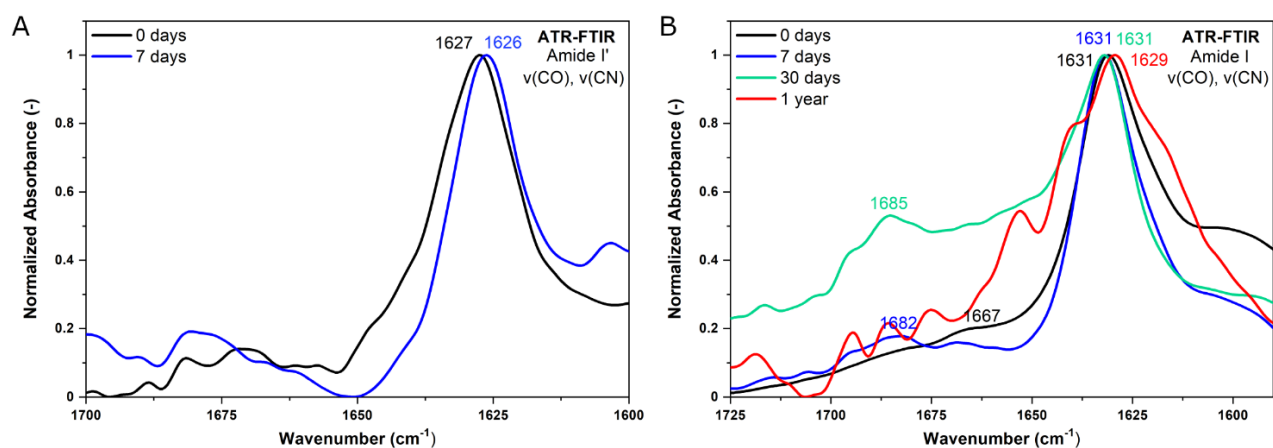 A
0 days
7 days
1627
1626
ATR-FTIR
Amide I'
v(CO), v(CN)
1
0.8
0.6
0.4
0.2
0
Normalized Absorbance (-)
1700
1675
1650
1625
1600
Wavenumber (cm-1)
B
0 days
7 days
30 days
1 year
1631
1631
1631
1629
ATR-FTIR
Amide I
v(CO), v(CN)
1685
1682
1667
1
0.8
0.6
0.4
0.2
0
Normalized Absorbance (-)
1725
1700
1675
1650
1625
Wavenumber (cm-1)